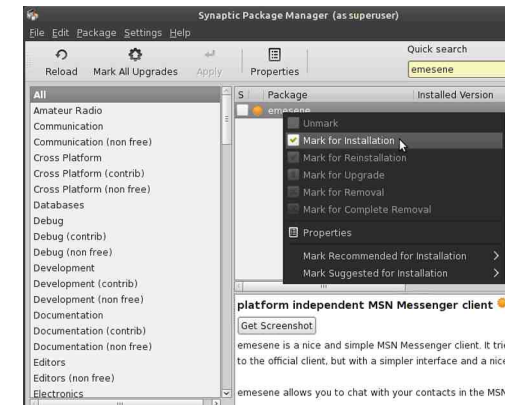 Synaptic Package Manager (as superuser)
File Edit Package Settings Help
Reload
Mark All Upgrades
Apply
Properties
Quick search
emesene
All
Amateur Radio
Communication
Communication (non free)
Cross Platform
Cross Platform (contrib)
Cross Platform (non free)
Databases
Debug
Debug (contrib)
Debug (non free)
Development
Development (contrib)
Development (non free)
Documentation
Documentation (contrib)
Documentation (non free)
Editors
Editors (non free)
Electronics
S Package Installed Version
emesene
Unmark
Mark for Installation
Mark for Reinstallation
Mark for Upgrade
Mark for Removal
Mark for Complete Removal
Properties
Mark Recommended for Installation
Mark Suggested for Installation
platform independent MSN Messenger client
Get Screenshot
emesene is a nice and simple MSN Messenger client. It trie
to the official client, but with a simpler interface and a nice
emesene allows you to chat with your contacts in the MSN